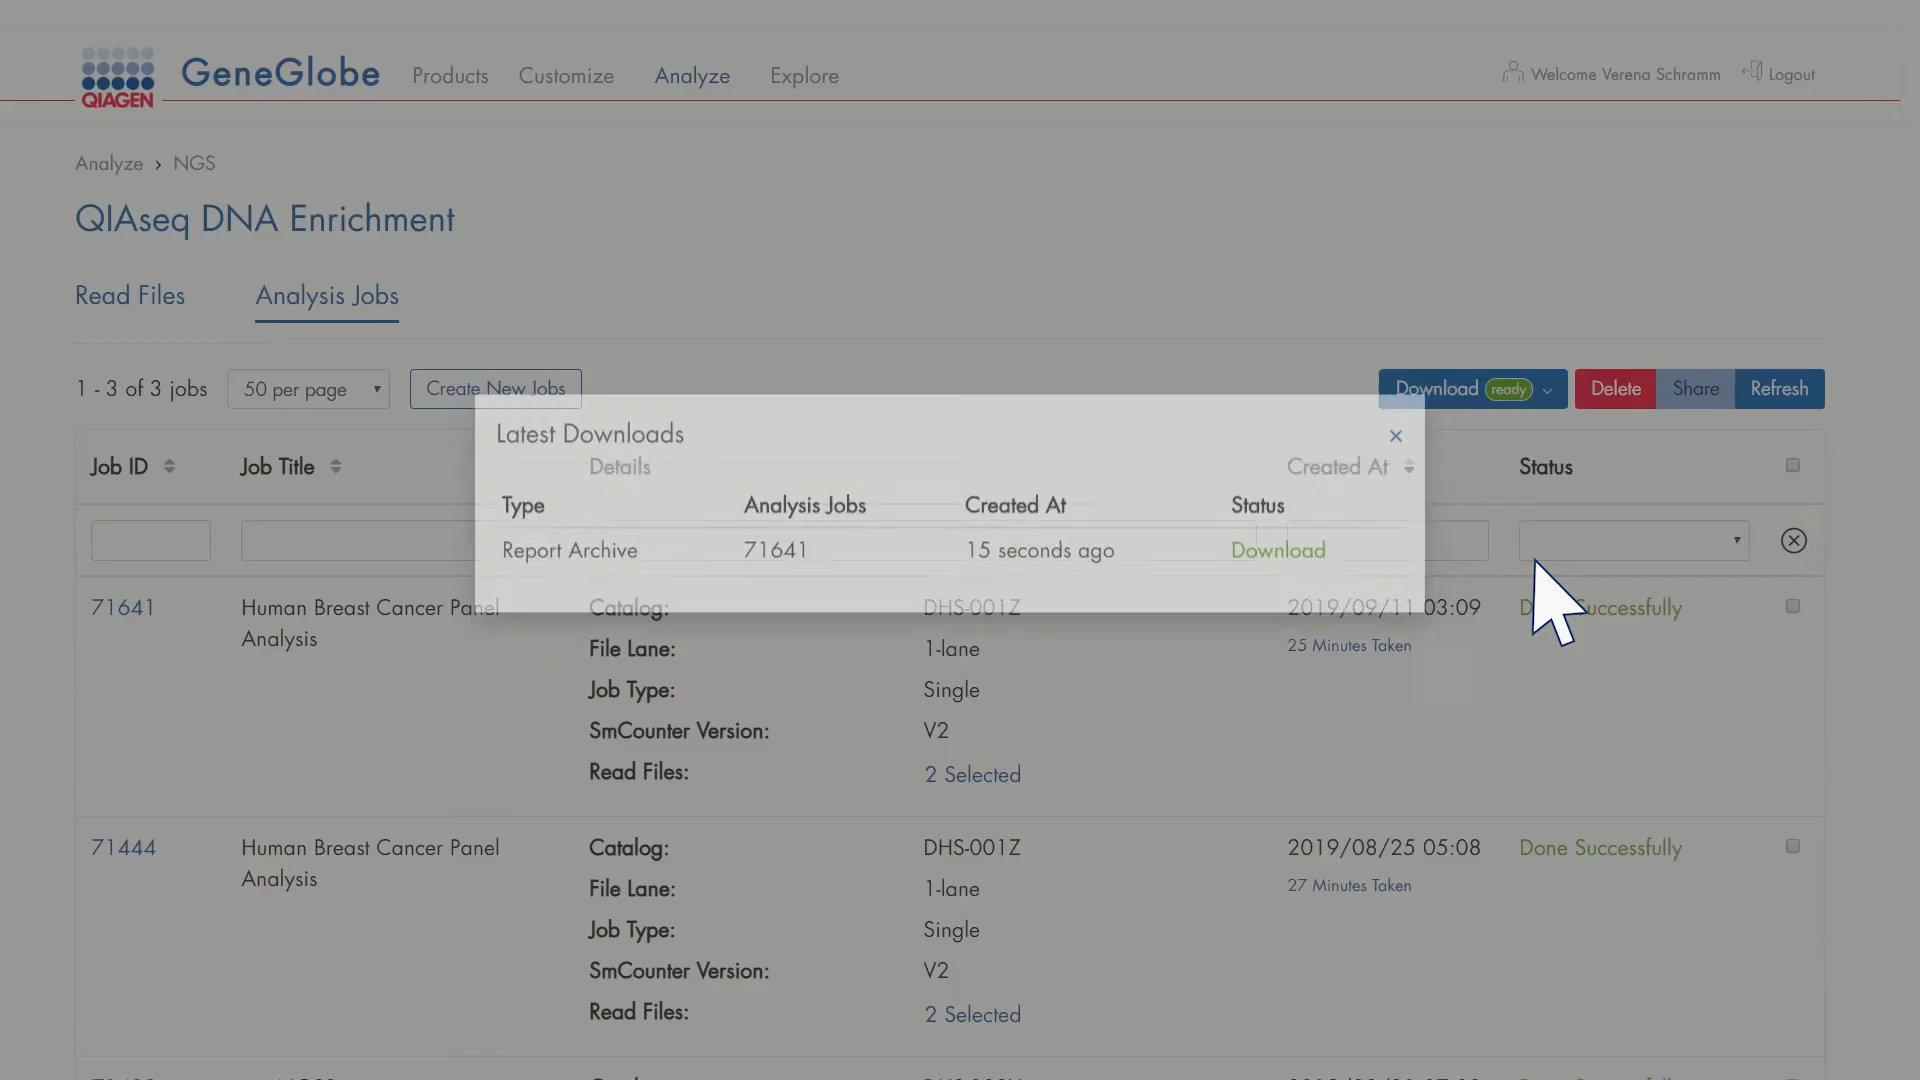 QIAGEN
GeneGlobe Products Customize Analyze Explore
Welcome Verena Schramm Logout
Analyze › NGS
QIAseq DNA Enrichment
Read Files Analysis Jobs
1 - 3 of 3 jobs 50 per page Create New Jobs Download ready Delete Share Refresh
Latest Downloads ×
Job ID Job Title Details Created At Status
Type Analysis Jobs Created At Status
Report Archive 71641 15 seconds ago Download
71641 Human Breast Cancer Panel Catalog: DHS-001Z 2019/09/11 03:09 Successfully
Analysis
File Lane: 1-lane 25 Minutes Taken
Job Type: Single
SmCounter Version: V2
Read Files: 2 Selected
71444 Human Breast Cancer Panel Catalog: DHS-001Z 2019/08/25 05:08 Done Successfully
Analysis
File Lane: 1-lane 27 Minutes Taken
Job Type: Single
SmCounter Version: V2
Read Files: 2 Selected